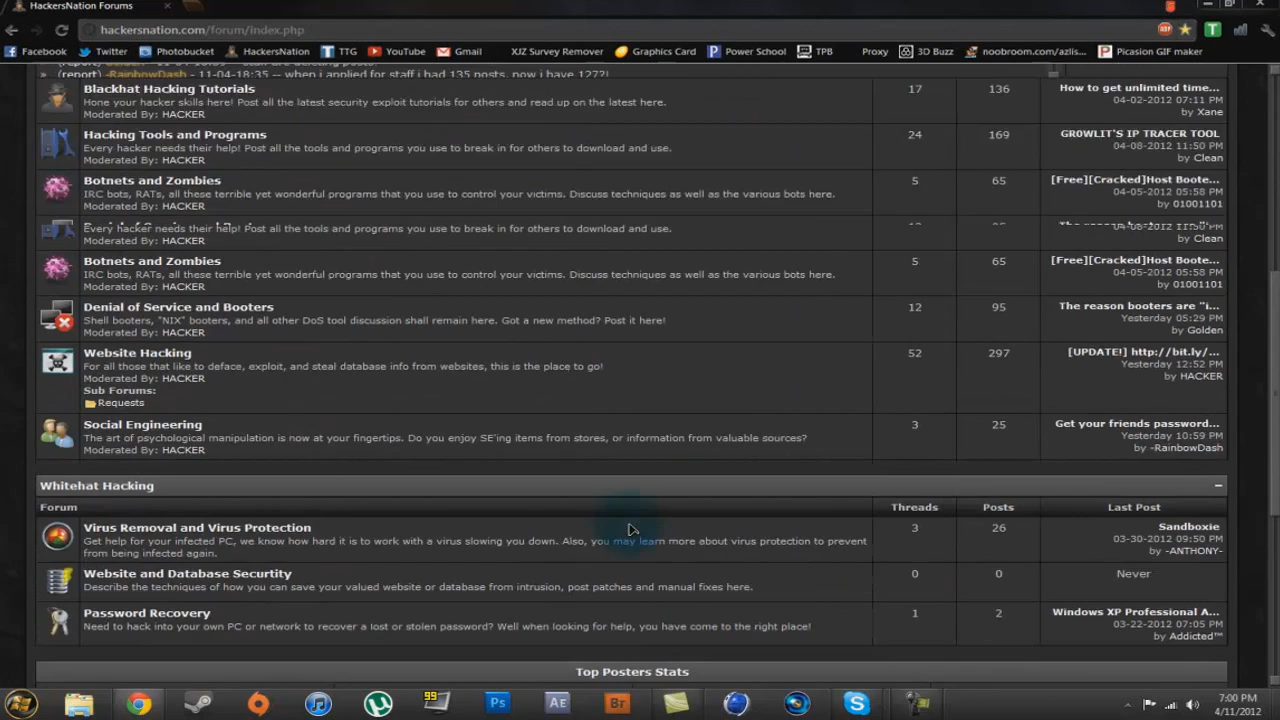 HackersNation Forums
hackersnation.com/forum/index.php
Facebook Twitter Photobucket HackersNation TTG YouTube Gmail XJZ Survey Remover Graphics Card Power School TPB Proxy 3D Buzz noobroom.com/azlis... Picasion GIF maker
» (report) -RainbowDash - 11-04-18:35 -- when i applied for staff i had 135 posts. now i have 127?!
Blackhat Hacking Tutorials 17 136 How to get unlimited time...
Hone your hacker skills here! Post all the latest security exploit tutorials for others and read up on the latest here. 04-02-2012 07:11 PM
Moderated By: HACKER by Xane
Hacking Tools and Programs 24 169 GR0WLIT'S IP TRACER TOOL
Every hacker needs their help! Post all the tools and programs you use to break in for others to download and use. 04-08-2012 11:50 PM
Moderated By: HACKER by Clean
Botnets and Zombies 5 65 [Free][Cracked]Host Boote...
IRC bots, RATs, all these terrible yet wonderful programs that you use to control your victims. Discuss techniques as well as the various bots here. 04-05-2012 05:58 PM
Moderated By: HACKER by 01001101
Every hacker needs their help! Post all the tools and programs you use to break in for others to download and use.
Moderated By: HACKER by Clean
Botnets and Zombies 5 65 [Free][Cracked]Host Boote...
IRC bots, RATs, all these terrible yet wonderful programs that you use to control your victims. Discuss techniques as well as the various bots here. 04-05-2012 05:58 PM
Moderated By: HACKER by 01001101
Denial of Service and Booters 12 95 The reason booters are "i...
Shell booters, "NIX" booters, and all other DoS tool discussion shall remain here. Got a new method? Post it here! Yesterday 05:29 PM
Moderated By: HACKER by Golden
Website Hacking 52 297 [UPDATE!] http://bit.ly/...
For all those that like to deface, exploit, and steal database info from websites, this is the place to go! Yesterday 12:52 PM
Moderated By: HACKER by HACKER
Sub Forums:
Requests
Social Engineering 3 25 Get your friends password...
The art of psychological manipulation is now at your fingertips. Do you enjoy SE'ing items from stores, or information from valuable sources? Yesterday 10:59 PM
Moderated By: HACKER by -RainbowDash
Whitehat Hacking
Forum Threads Posts Last Post
Virus Removal and Virus Protection 3 26 Sandboxie
Get help for your infected PC, we know how hard it is to work with a virus slowing you down. Also, you may learn more about virus protection to prevent 03-30-2012 09:50 PM
from being infected again. by -ANTHONY-
Website and Database Securtity 0 0 Never
Describe the techniques of how you can save your valued website or database from intrusion, post patches and manual fixes here.
Password Recovery 1 2 Windows XP Professional A...
Need to hack into your own PC or network to recover a lost or stolen password? Well when looking for help, you have come to the right place! 03-22-2012 07:05 PM
by Addicted™
Top Posters Stats
99 Ps Ae Br
7:00 PM
4/11/2012